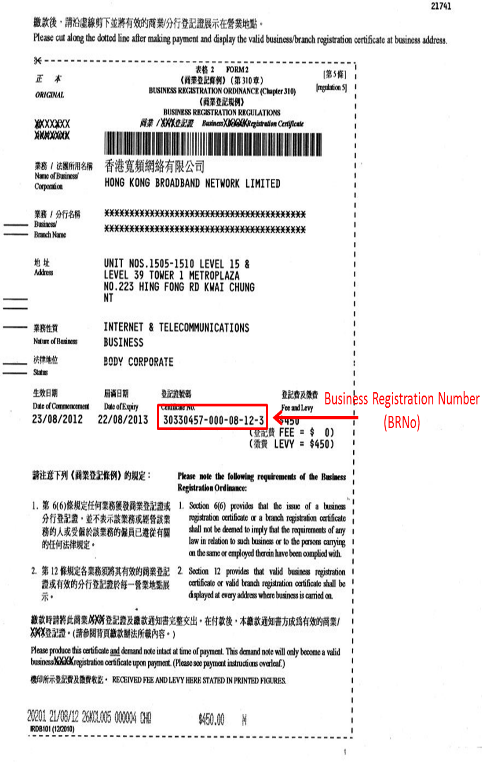 21741
繳款後，請沿虛線剪下並將有效的商業/分行登記證展示在營業地點。
Please cut along the dotted line after making payment and display the valid business/branch registration certificate at business address.
表格 2 FORM 2
[第 5 條]
正 本
《商業登記條例》(第 310 章)
ORIGINAL
BUSINESS REGISTRATION ORDINANCE (Chapter 310)
[regulation 5]
《商業登記規例》
BUSINESS REGISTRATION REGULATIONS
商業 / XXX登記證 Business/XXXXXRegistration Certificate
業務 / 法團所用名稱
香港寬頻網絡有限公司
Name of Business/
Corporation
HONG KONG BROADBAND NETWORK LIMITED
業務 / 分行名稱
Business/
Branch Name
地 址
Address
UNIT NOS.1505-1510 LEVEL 15 &
LEVEL 39 TOWER 1 METROPLAZA
NO.223 HING FONG RD KWAI CHUNG
NT
業務性質
INTERNET & TELECOMMUNICATIONS
Nature of Business
BUSINESS
法律地位
Status
BODY CORPORATE
生效日期 屆滿日期 登記證號碼 登記費及徵費
Date of Commencement Date of Expiry Certificate No. Fee and Levy
23/08/2012 22/08/2013 30330457-000-08-12-3 $450
(登記費 FEE = $ 0)
(徵費 LEVY = $450)
Business Registration Number
(BRNo)
請注意下列《商業登記條例》的規定：
Please note the following requirements of the Business
Registration Ordinance:
1. 第 6(6)條規定任何業務獲發商業登記證或
分行登記證，並不表示該業務或經營該業
務的人或受僱於該業務的僱員已遵從有關
的任何法律規定。
1. Section 6(6) provides that the issue of a business
registration certificate or a branch registration certificate
shall not be deemed to imply that the requirements of any
law in relation to such business or to the persons carrying
on the same or employed therein have been complied with.
2. 第 12 條規定各業務須將其有效的商業登記
證或有效的分行登記證於每一營業地點展
示。
2. Section 12 provides that valid business registration
certificate or valid branch registration certificate shall be
displayed at every address where business is carried on.
繳款時請將此商業/XXX登記證及繳款通知書完整交出。在付款後，本繳款通知書方成為有效的商業/
XXX登記證。(請參閱背頁繳款辦法所載內容。)
Please produce this certificate and demand note intact at time of payment. This demand note will only become a valid
business/XXXXregistration certificate upon payment. (Please see payment instructions overleaf.)
機印所示登記費及徵費收訖。 RECEIVED FEE AND LEVY HERE STATED IN PRINTED FIGURES.
20201 21/08/12 26KCL005 000004 CHQ $450.00 M
IRDB101 (12/2010)
1